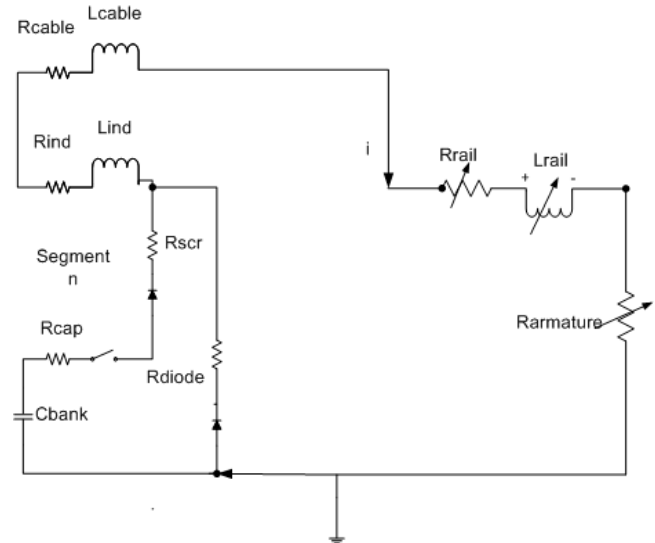 Lcable
Rcable
Lind
Rind
i
Rrail
Lrail
+ -
Rscr
Segment
n
Rarmature
Rcap
Rdiode
Cbank